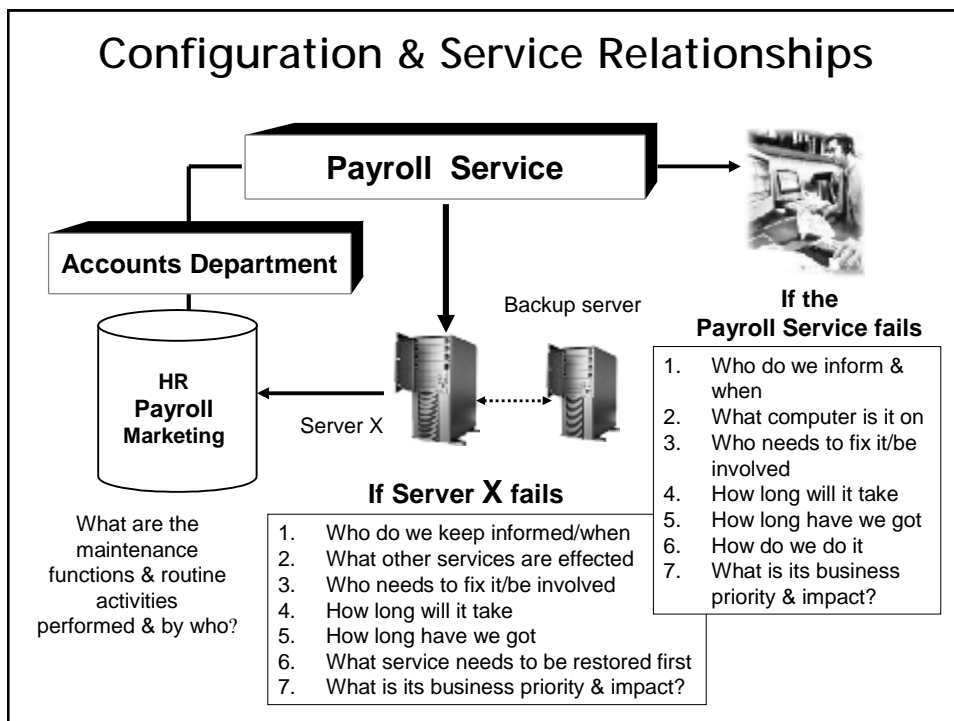 Configuration & Service Relationships
Payroll Service
Accounts Department
HR
Payroll
Marketing
Backup server
Server X
What are the
maintenance
functions & routine
activities
performed & by who?
If Server X fails
1. Who do we keep informed/when
2. What other services are effected
3. Who needs to fix it/be involved
4. How long will it take
5. How long have we got
6. What service needs to be restored first
7. What is its business priority & impact?
If the
Payroll Service fails
1. Who do we inform &
when
2. What computer is it on
3. Who needs to fix it/be
involved
4. How long will it take
5. How long have we got
6. How do we do it
7. What is its business
priority & impact?